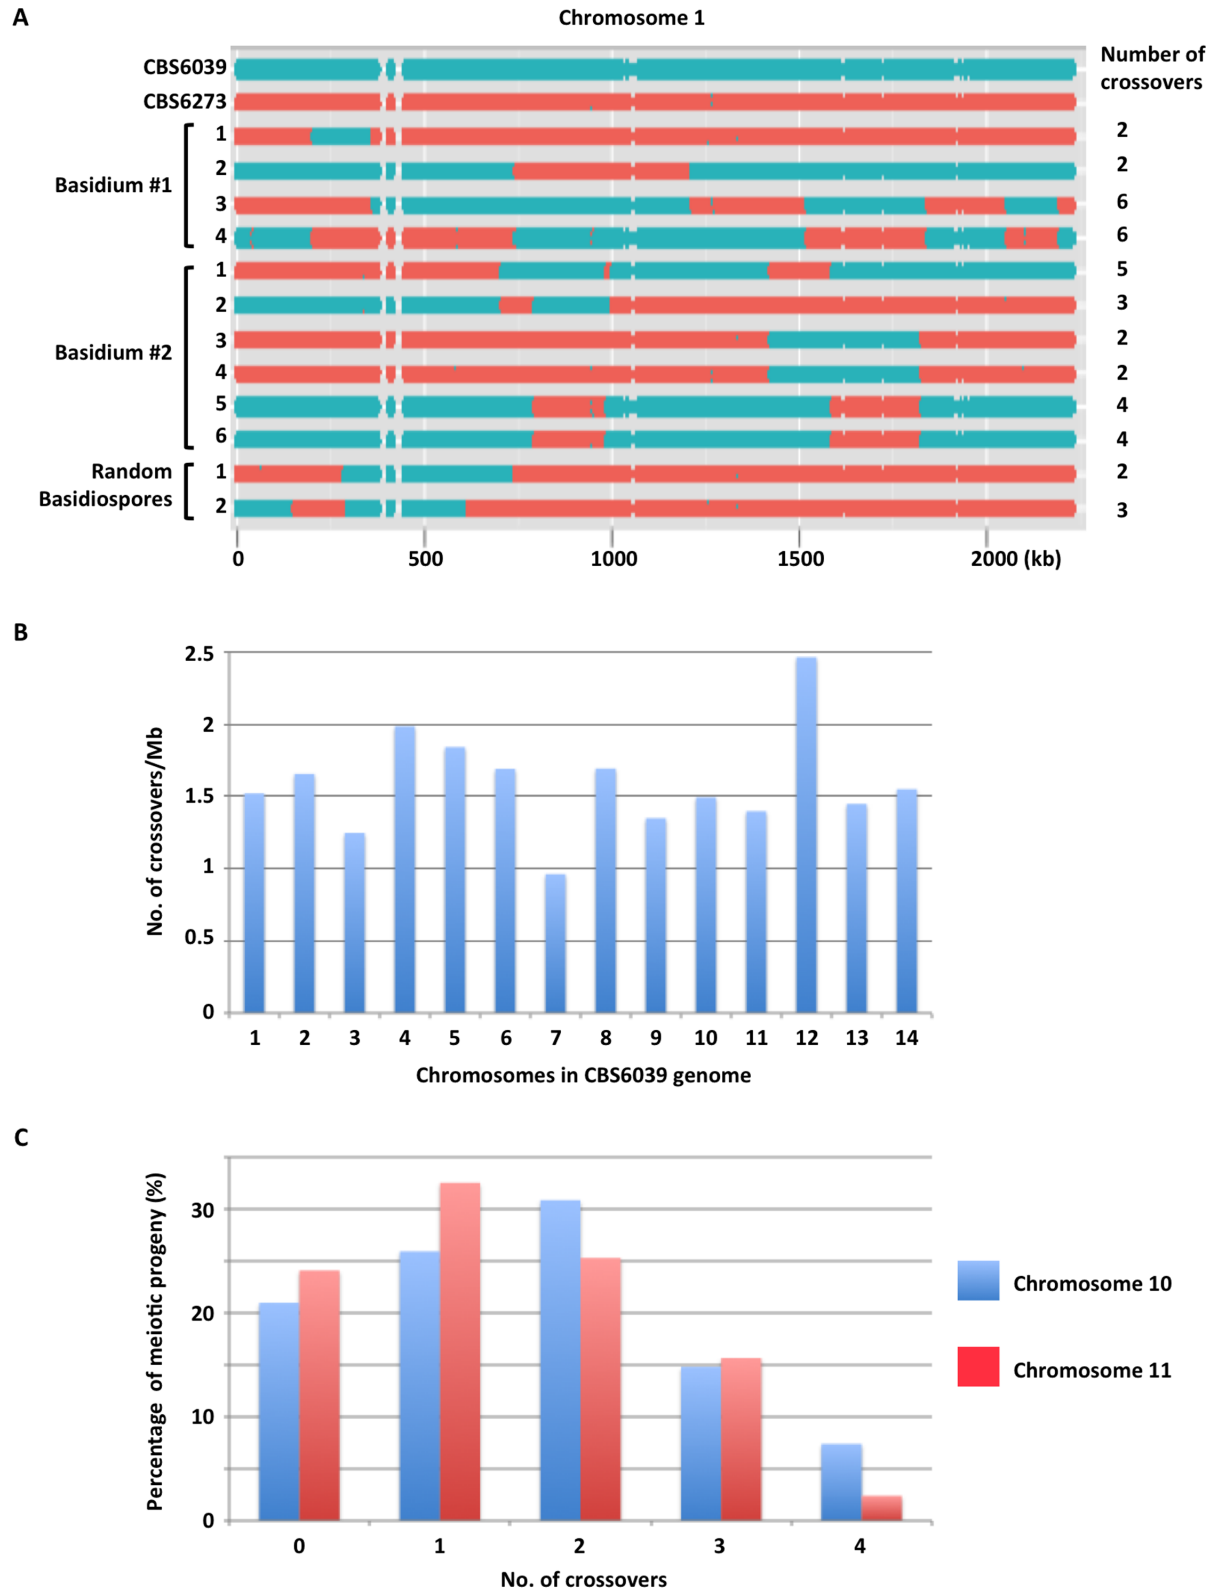 A
Chromosome 1
Number of
crossovers
CBS6039
CBS6273
Basidium #1
1 2
2 2
3 6
4 6
Basidium #2
1 5
2 3
3 2
4 2
5 4
6 4
Random
Basidiospores
1 2
2 3
0 500 1000 1500 2000 (kb)
B
No. of crossovers/Mb
2.5
2
1.5
1
0.5
0
1 2 3 4 5 6 7 8 9 10 11 12 13 14
Chromosomes in CBS6039 genome
C
Percentage of meiotic progeny (%)
30
20
10
0
0 1 2 3 4
No. of crossovers
Chromosome 10
Chromosome 11